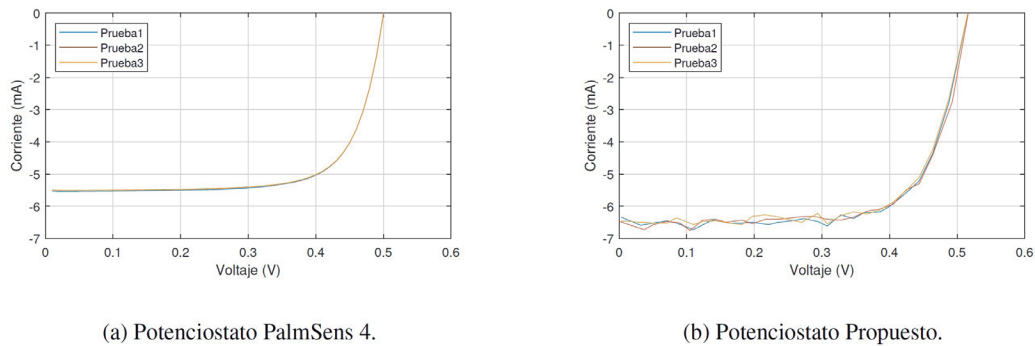 0
-1
-2
-3
-4
-5
-6
-7
Corriente (mA)
Prueba1
Prueba2
Prueba3
0 0.1 0.2 0.3 0.4 0.5 0.6
Voltaje (V)
(a) Potenciostato PalmSens 4.
0
-1
-2
-3
-4
-5
-6
-7
Corriente (mA)
Prueba1
Prueba2
Prueba3
0 0.1 0.2 0.3 0.4 0.5 0.6
Voltaje (V)
(b) Potenciostato Propuesto.